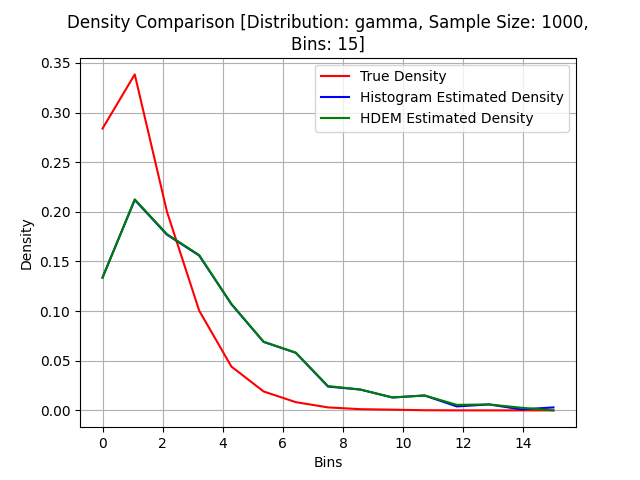 Density Comparison [Distribution: gamma, Sample Size: 1000,
Bins: 15]
True Density
Histogram Estimated Density
HDEM Estimated Density
Density
0.35
0.30
0.25
0.20
0.15
0.10
0.05
0.00
0 2 4 6 8 10 12 14
Bins